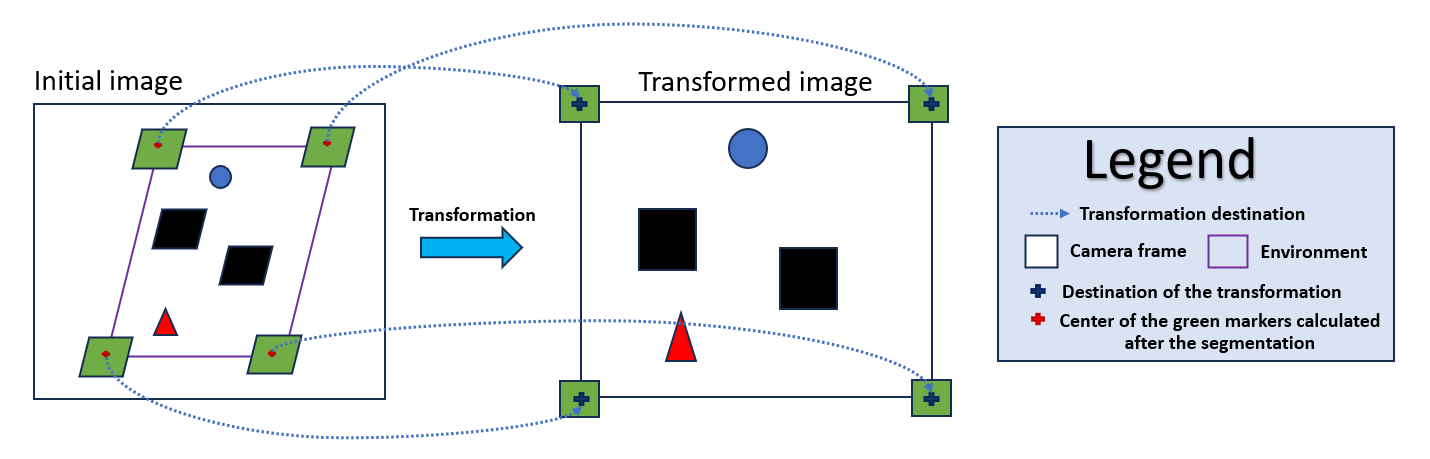 Initial image
Transformed image
Transformation
Legend
Transformation destination
Camera frame
Environment
Destination of the transformation
Center of the green markers calculated
after the segmentation